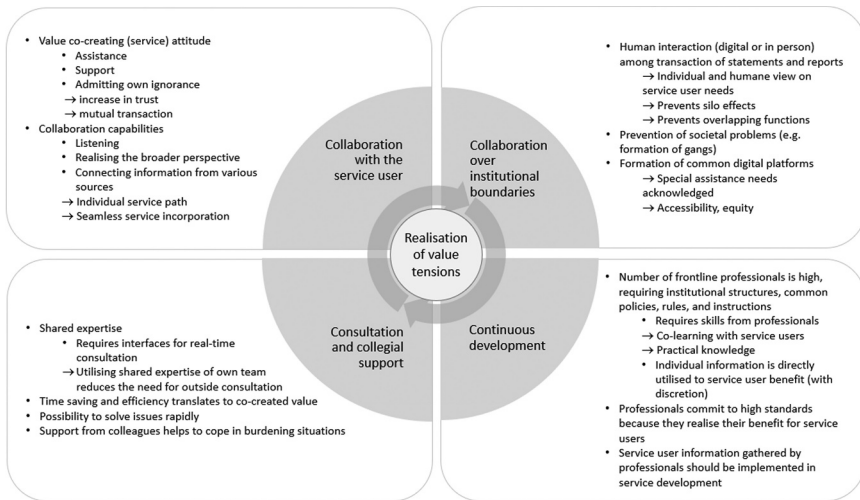 • Value co-creating (service) attitude
• Assistance
• Support
• Admitting own ignorance
→ increase in trust
→ mutual transaction
• Collaboration capabilities
• Listening
• Realising the broader perspective
• Connecting information from various
sources
→ Individual service path
→ Seamless service incorporation
Collaboration
with the
service user
Collaboration
over
institutional
boundaries
• Human interaction (digital or in person)
among transaction of statements and reports
→ Individual and humane view on
service user needs
→ Prevents silo effects
→ Prevents overlapping functions
• Prevention of societal problems (e.g.
formation of gangs)
• Formation of common digital platforms
→ Special assistance needs
acknowledged
→ Accessibility, equity
Realisation
of value
tensions
• Shared expertise
• Requires interfaces for real-time
consultation
→ Utilising shared expertise of own team
reduces the need for outside consultation
• Time saving and efficiency translates to co-created value
• Possibility to solve issues rapidly
• Support from colleagues helps to cope in burdening situations
Consultation
and collegial
support
Continuous
development
• Number of frontline professionals is high,
requiring institutional structures, common
policies, rules, and instructions
• Requires skills from professionals
→ Co-learning with service users
→ Practical knowledge
• Individual information is directly
utilised to service user benefit (with
discretion)
• Professionals commit to high standards
because they realise their benefit for service
users
• Service user information gathered by
professionals should be implemented in
service development